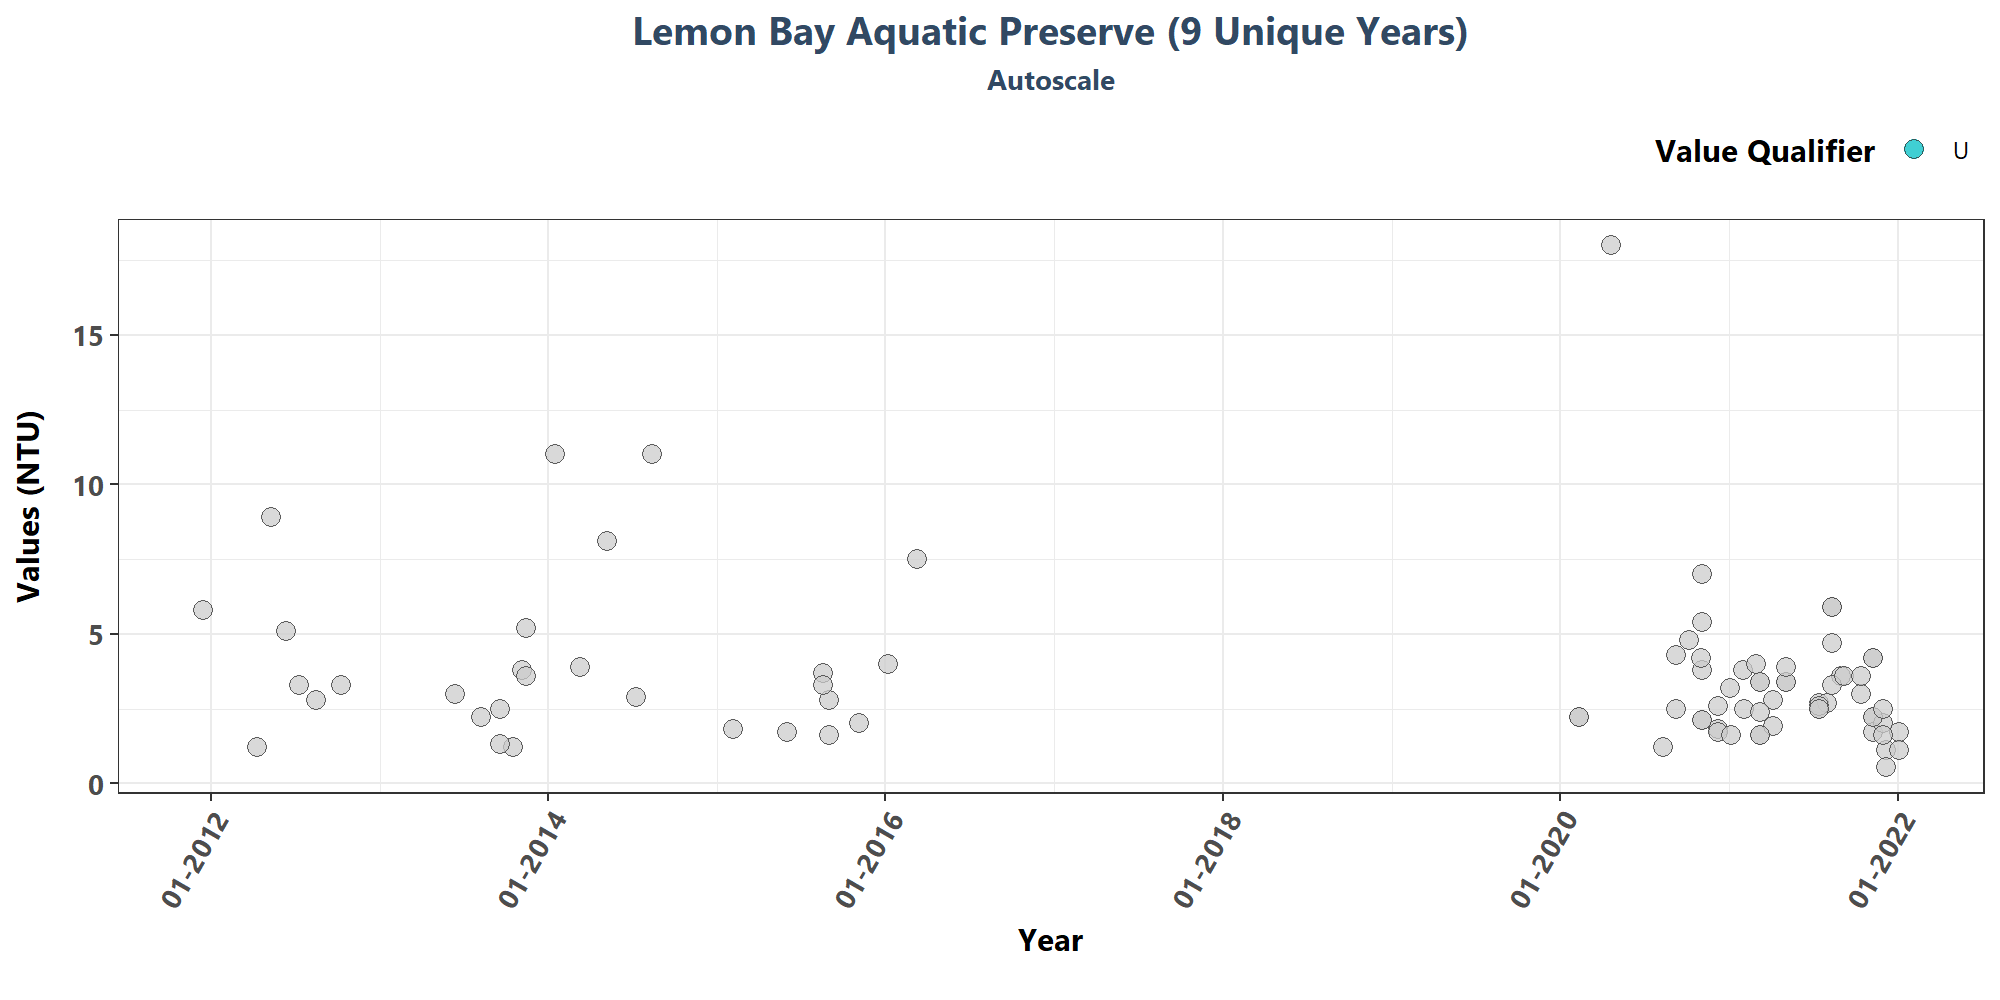 Lemon Bay Aquatic Preserve (9 Unique Years)
Autoscale
Value Qualifier U
15
10
5
0
Values (NTU)
01-2012 01-2014 01-2016 01-2018 01-2020 01-2022
Year